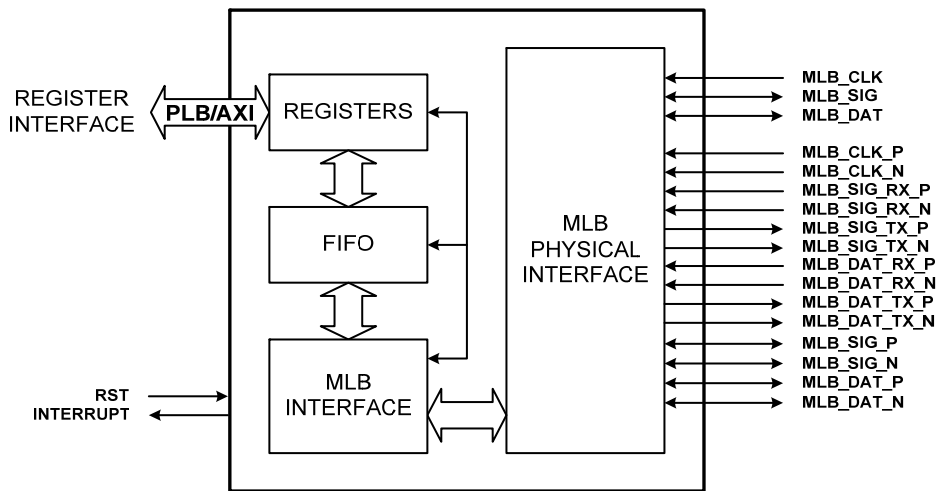 REGISTER
INTERFACE
PLB/AXI
REGISTERS
FIFO
MLB
INTERFACE
RST
INTERRUPT
MLB
PHYSICAL
INTERFACE
MLB_CLK
MLB_SIG
MLB_DAT
MLB_CLK_P
MLB_CLK_N
MLB_SIG_RX_P
MLB_SIG_RX_N
MLB_SIG_TX_P
MLB_SIG_TX_N
MLB_DAT_RX_P
MLB_DAT_RX_N
MLB_DAT_TX_P
MLB_DAT_TX_N
MLB_SIG_P
MLB_SIG_N
MLB_DAT_P
MLB_DAT_N